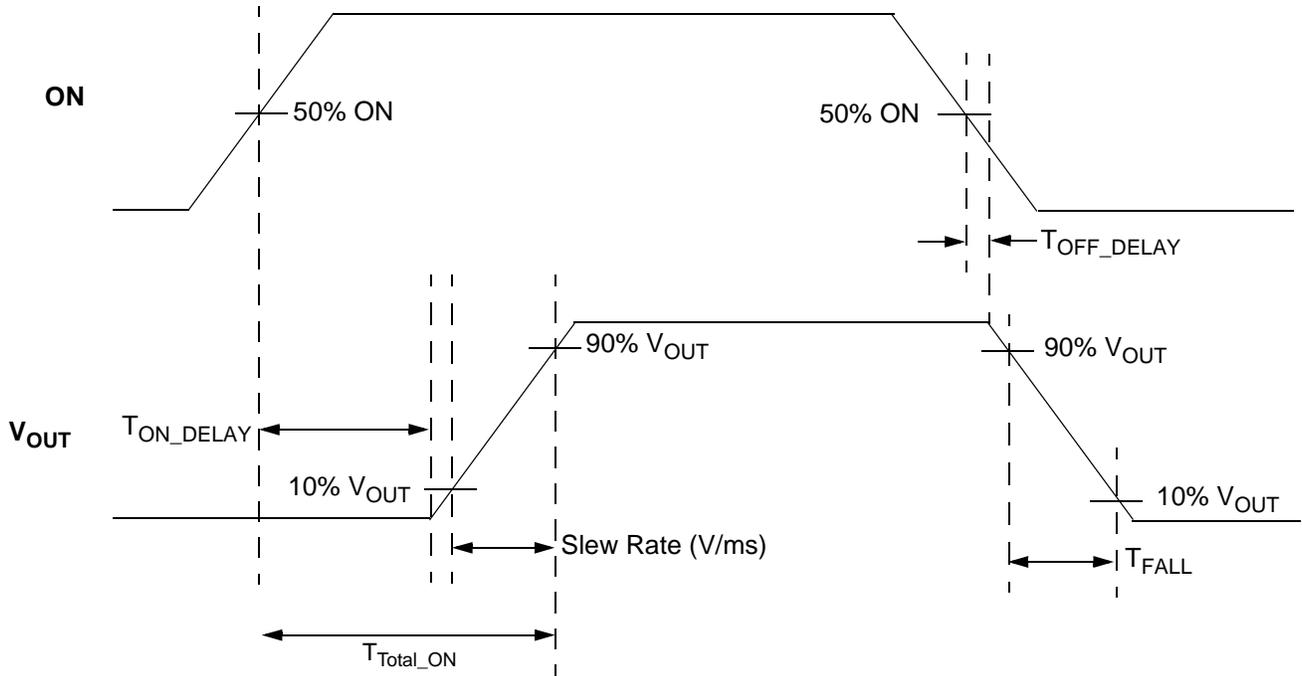 ON
50% ON
50% ON
TOFF_DELAY
90% VOUT
90% VOUT
VOUT
TON_DELAY
10% VOUT
10% VOUT
Slew Rate (V/ms)
TFALL
TTotal_ON